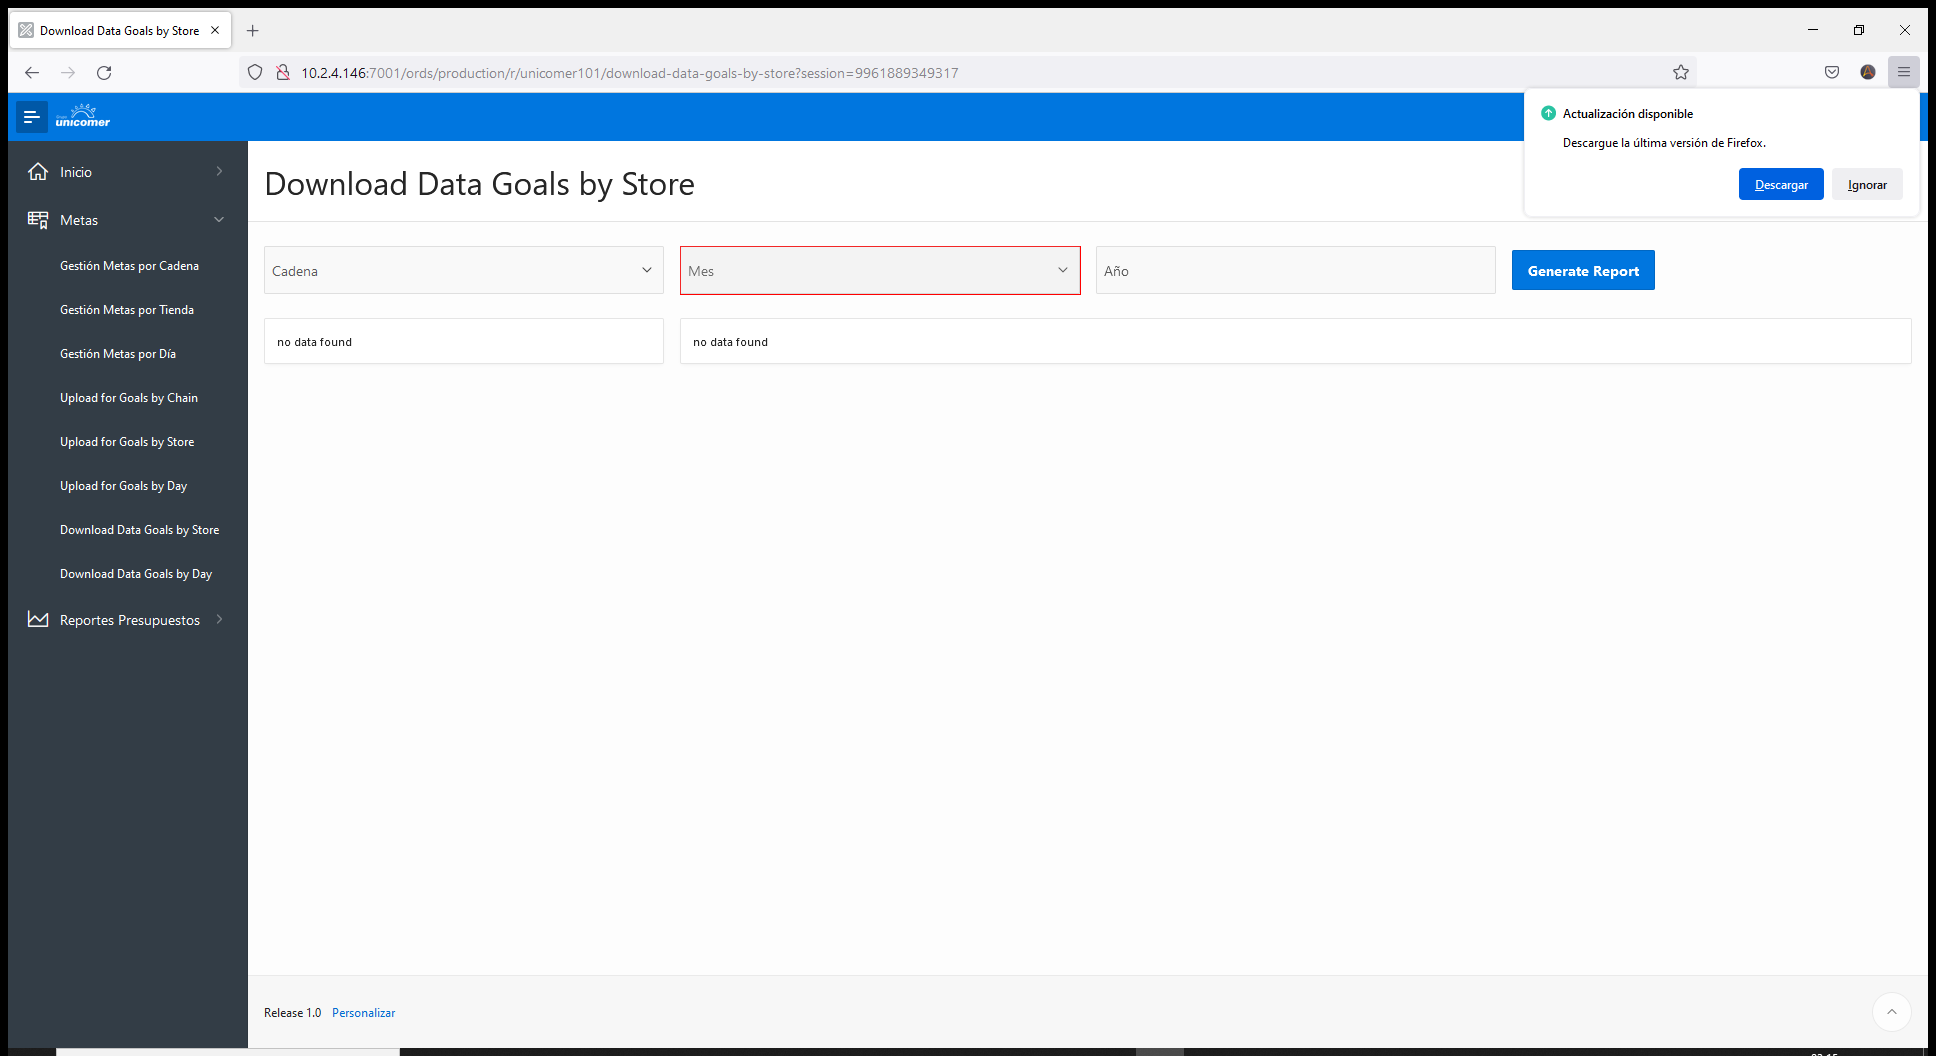 Download Data Goals by Store
10.2.4.146:7001/ords/production/r/unicomer101/download-data-goals-by-store?session=9961889349317
unicomer
Actualización disponible
Descargue la última versión de Firefox.
Descargar
Ignorar
Inicio
Metas
Gestión Metas por Cadena
Gestión Metas por Tienda
Gestión Metas por Día
Upload for Goals by Chain
Upload for Goals by Store
Upload for Goals by Day
Download Data Goals by Store
Download Data Goals by Day
Reportes Presupuestos
Download Data Goals by Store
Cadena
Mes
Año
Generate Report
no data found
no data found
Release 1.0 Personalizar